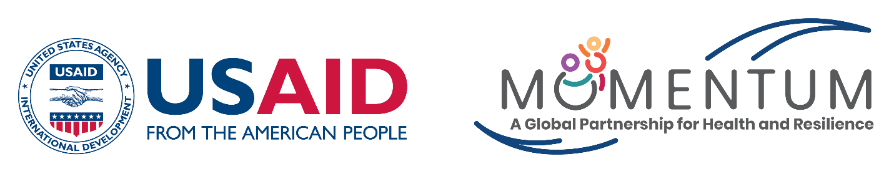 UNITED STATES AGENCY
USAID
INTERNATIONAL DEVELOPMENT
USAID
FROM THE AMERICAN PEOPLE
MOMENTUM
A Global Partnership for Health and Resilience